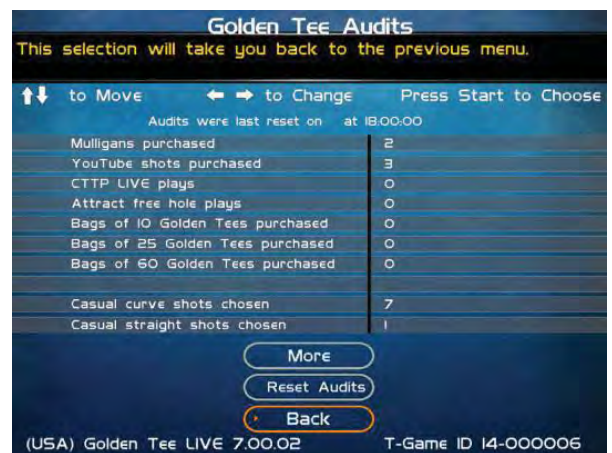 Golden Tee Audits
This selection will take you back to the previous menu.
to Move to Change Press Start to Choose
Audits were last reset on at 18:00:00
Mulligans purchased 2
YouTube shots purchased 3
CTTP LIVE plays 0
Attract free hole plays 0
Bags of 10 Golden Tees purchased 0
Bags of 25 Golden Tees purchased 0
Bags of 60 Golden Tees purchased 0
Casual curve shots chosen 7
Casual straight shots chosen 1
More
Reset Audits
Back
(USA) Golden Tee LIVE 7.00.02 T-Game ID 14-000006